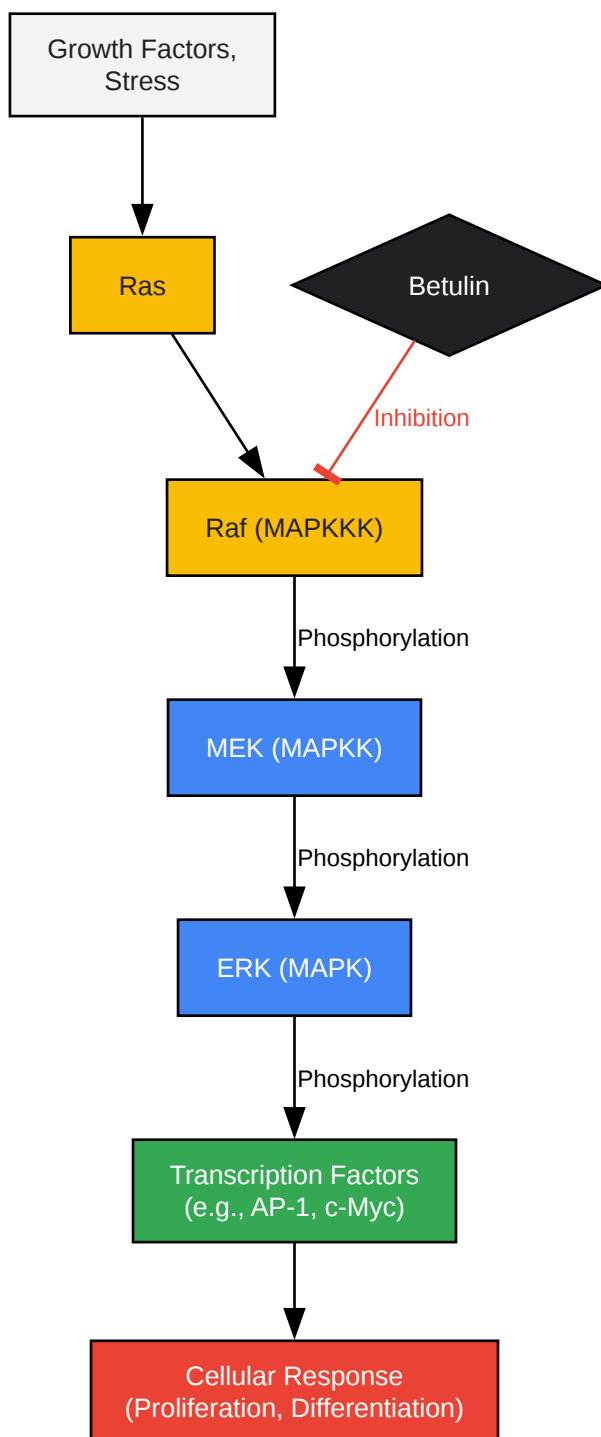 Growth Factors,
Stress
Ras
Betulin
Inhibition
Raf (MAPKKK)
Phosphorylation
MEK (MAPKK)
Phosphorylation
ERK (MAPK)
Phosphorylation
Transcription Factors
(e.g., AP-1, c-Myc)
Cellular Response
(Proliferation, Differentiation)